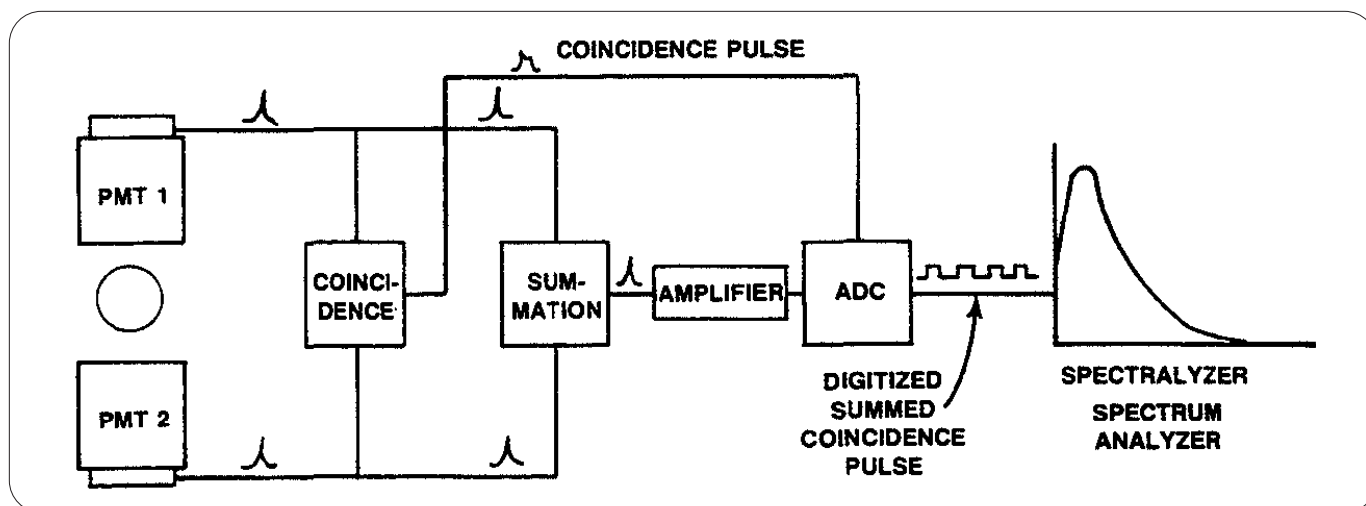 COINCIDENCE PULSE
PMT 1
COINCI-
DENCE
SUM-
MATION
AMPLIFIER
ADC
PMT 2
DIGITIZED
SUMMED
COINCIDENCE
PULSE
SPECTRALYZER
SPECTRUM
ANALYZER